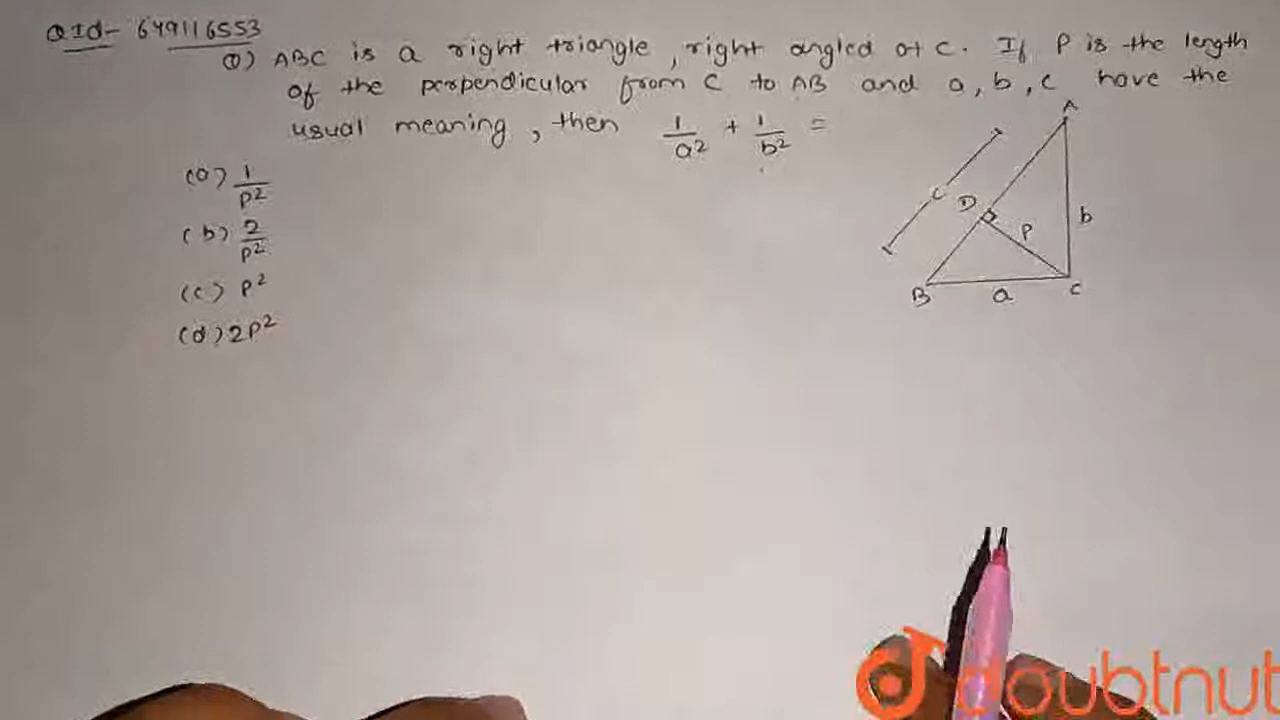 QId- 649116553
Q) ABC is a right triangle, right angled at C. If P is the length
of the perpendicular from C to AB and a, b, c have the
usual meaning, then 1/a² + 1/b² =
(a) 1/P²
(b) 2/P²
(c) P²
(d) 2P²
A
C
D
P
b
B
a
C
doubtnut